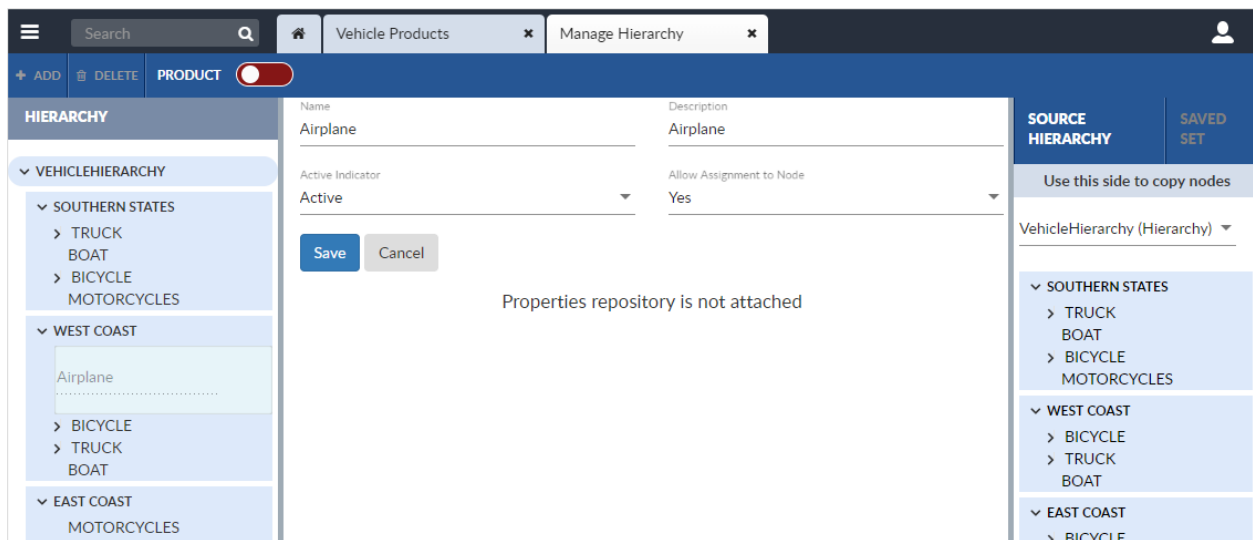 Search
Vehicle Products
Manage Hierarchy
ADD
DELETE
PRODUCT
HIERARCHY
VEHICLEHIERARCHY
SOUTHERN STATES
TRUCK
BOAT
BICYCLE
MOTORCYCLES
WEST COAST
Airplane
BICYCLE
TRUCK
BOAT
EAST COAST
MOTORCYCLES
Name
Airplane
Description
Airplane
Active Indicator
Active
Allow Assignment to Node
Yes
Save
Cancel
Properties repository is not attached
SOURCE
HIERARCHY
SAVED
SET
Use this side to copy nodes
VehicleHierarchy (Hierarchy)
SOUTHERN STATES
TRUCK
BOAT
BICYCLE
MOTORCYCLES
WEST COAST
BICYCLE
TRUCK
BOAT
EAST COAST
BICYCLE